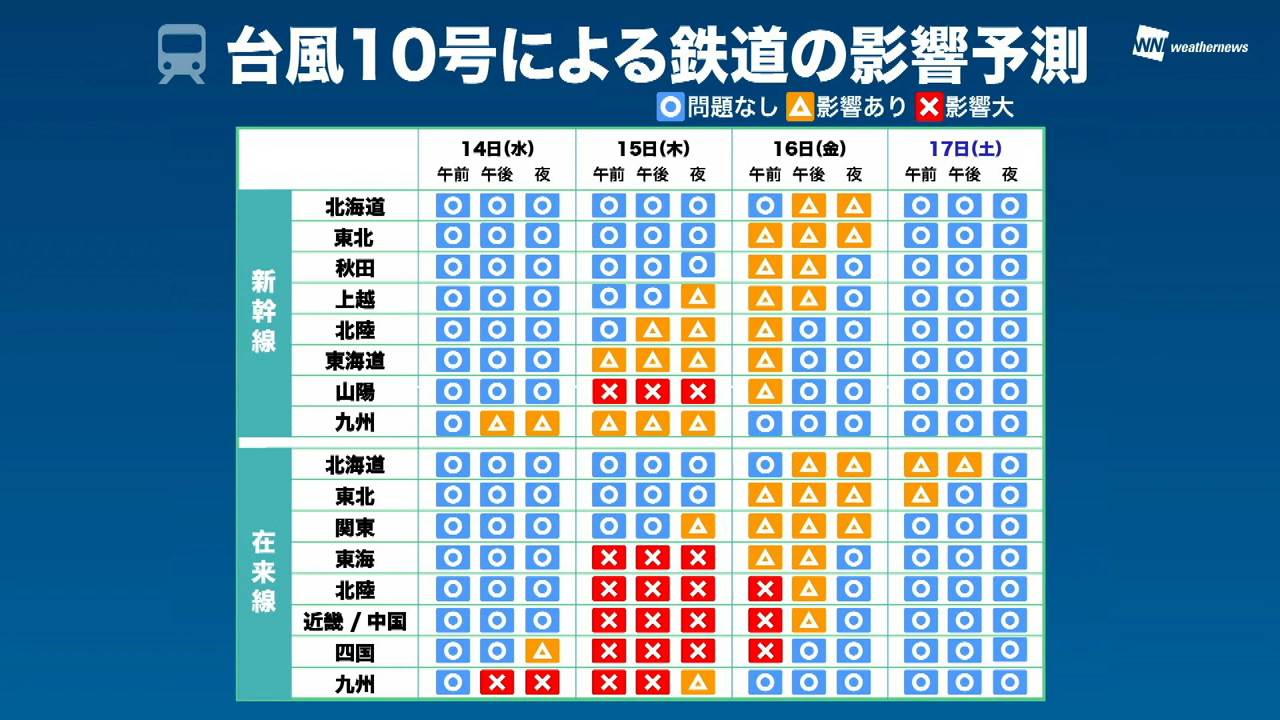 台風10号による鉄道の影響予測
WNI weathernews
問題なし 影響あり 影響大
14日(水) 15日(木) 16日(金) 17日(土)
午前 午後 夜 午前 午後 夜 午前 午後 夜 午前 午後 夜
新幹線
北海道
東北
秋田
上越
北陸
東海道
山陽
九州
在来線
北海道
東北
関東
東海
北陸
近畿 / 中国
四国
九州